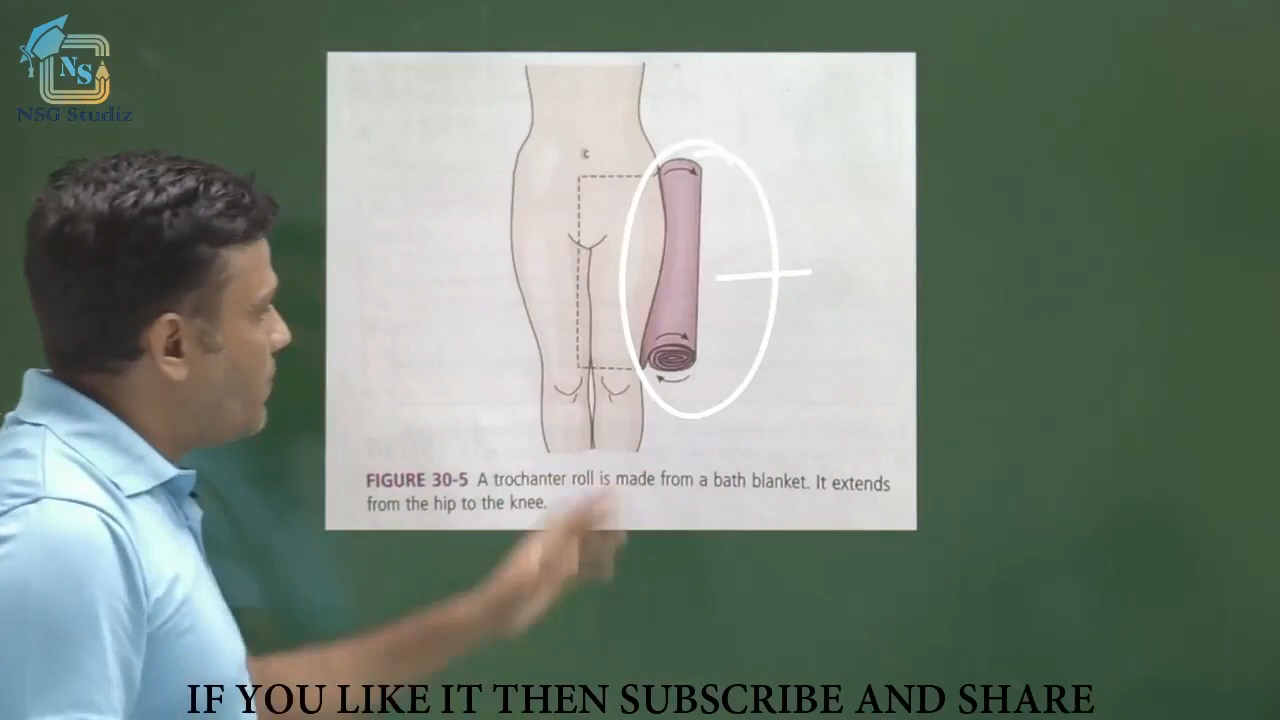 NS
NSG Studiz
FIGURE 30-5 A trochanter roll is made from a bath blanket. It extends
from the hip to the knee.
IF YOU LIKE IT THEN SUBSCRIBE AND SHARE